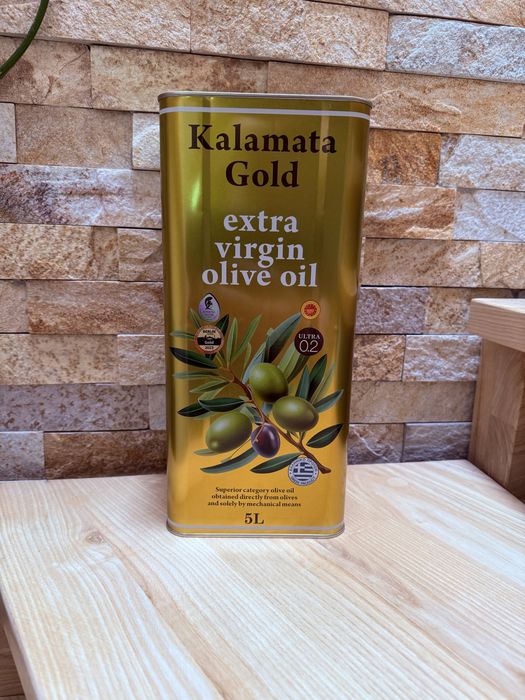 Kalamata
Gold
extra
virgin
olive oil
ULTRA
0.2
Gold
Superior category olive oil
obtained directly from olives
and solely by mechanical means
5L